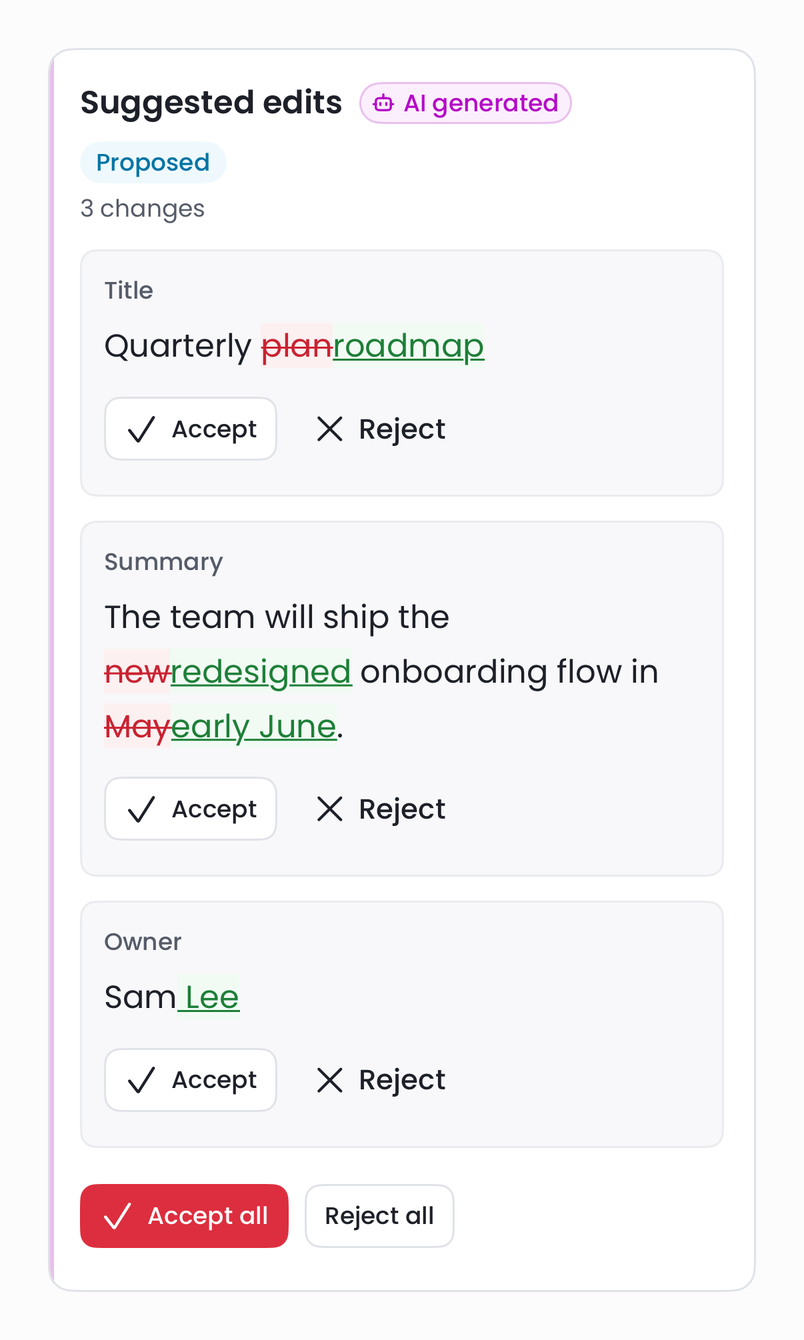 Suggested edits AI generated
Proposed
3 changes
Title
Quarterly planroadmap
Accept Reject
Summary
The team will ship the
newredesigned onboarding flow in
Mayearly June.
Accept Reject
Owner
Sam Lee
Accept Reject
Accept all Reject all